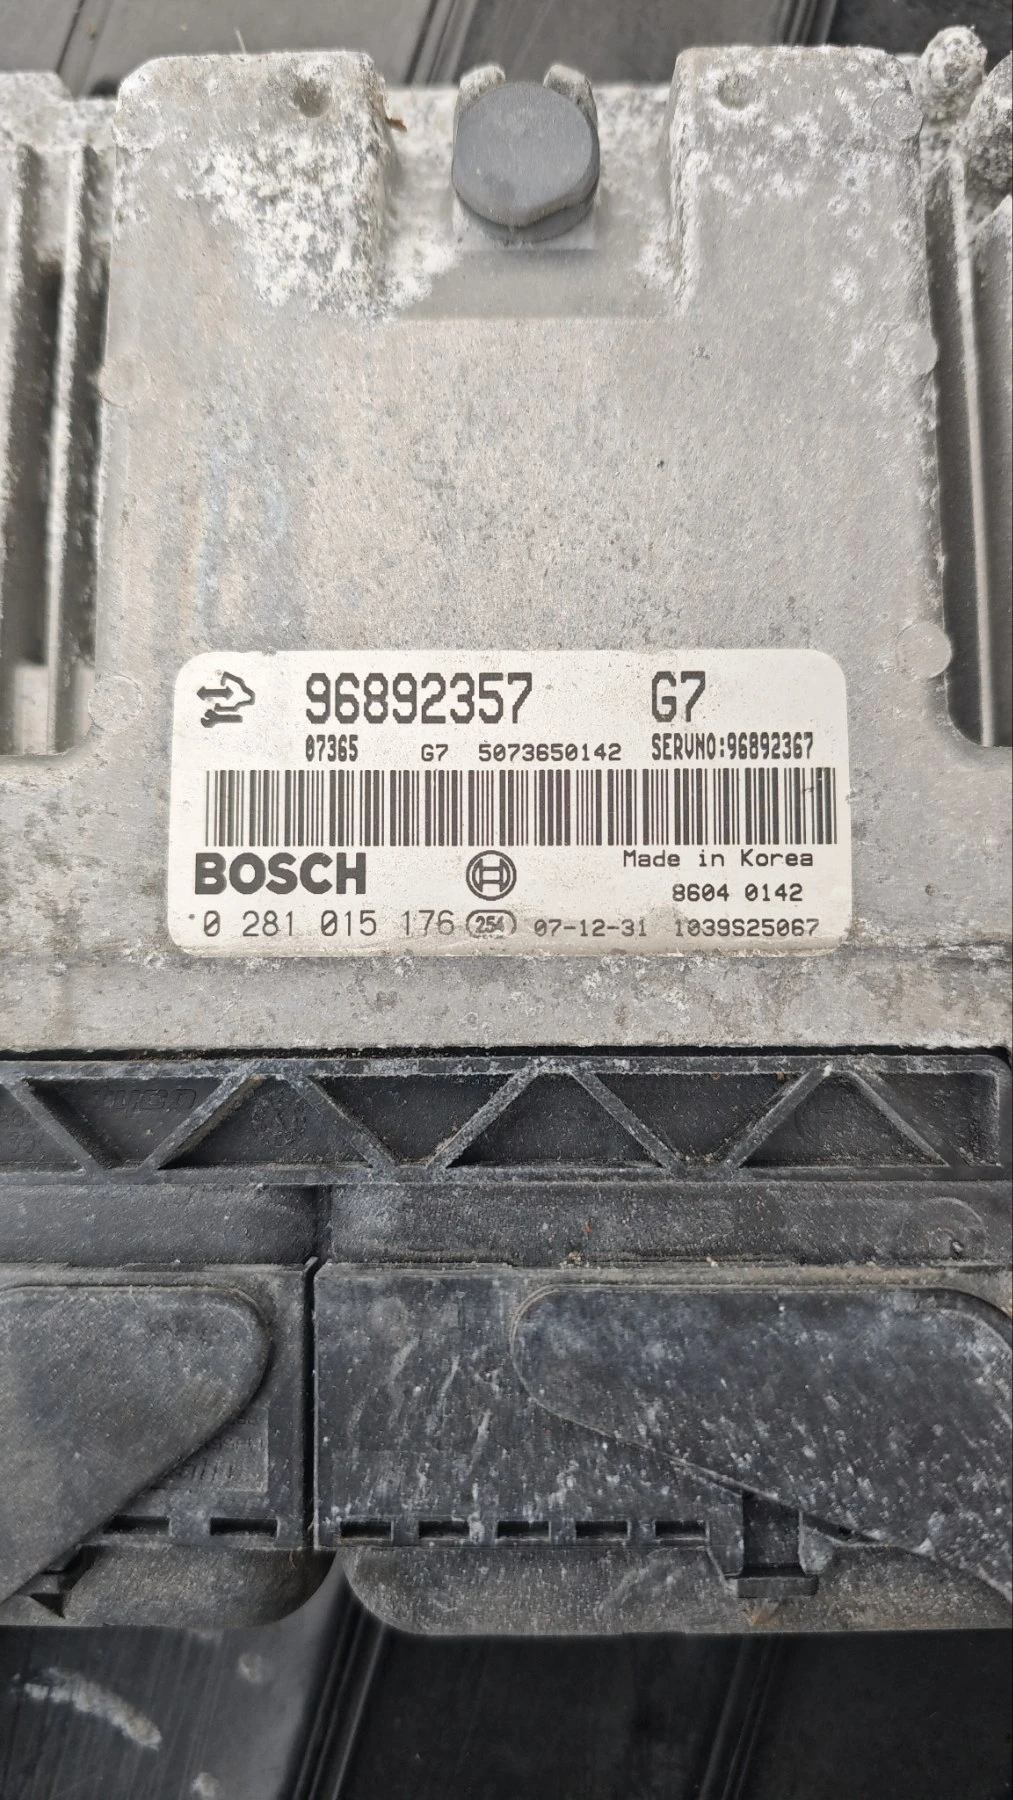 96892357 G7
07365 G7 5073650142 SERVNO:96892367
BOSCH Made in Korea
8604 0142
0 281 015 176 254 07-12-31 1039S25067